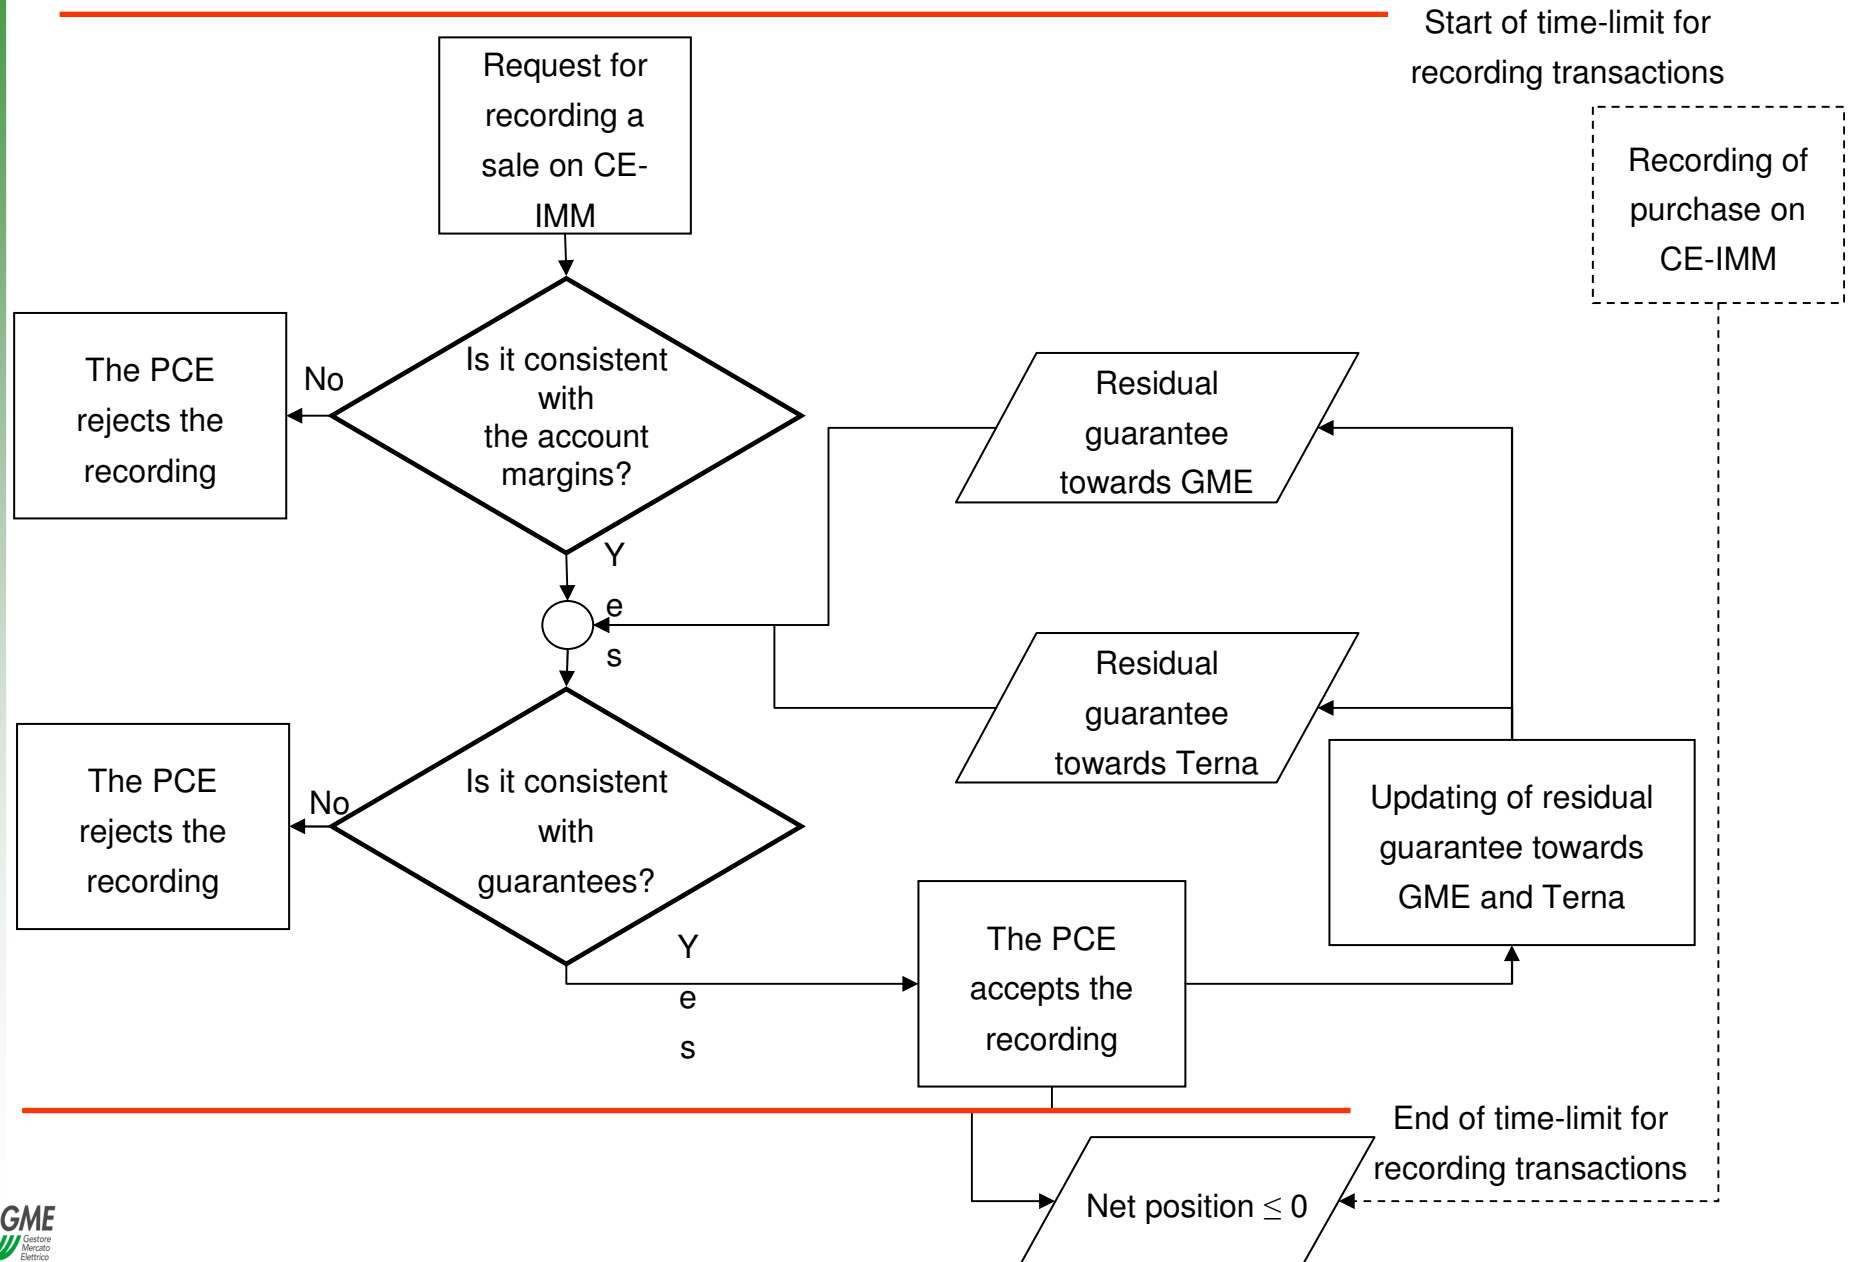 Start of time-limit for
recording transactions
Request for
recording a
sale on CE-
IMM
Recording of
purchase on
CE-IMM
The PCE
rejects the
recording
No
Is it consistent
with
the account
margins?
Residual
guarantee
towards GME
Y
e
s
Residual
guarantee
towards Terna
The PCE
rejects the
recording
No
Is it consistent
with
guarantees?
Updating of residual
guarantee towards
GME and Terna
Y
e
s
The PCE
accepts the
recording
End of time-limit for
recording transactions
Net position ≤ 0
GME
Gestore
Mercato
Elettrico